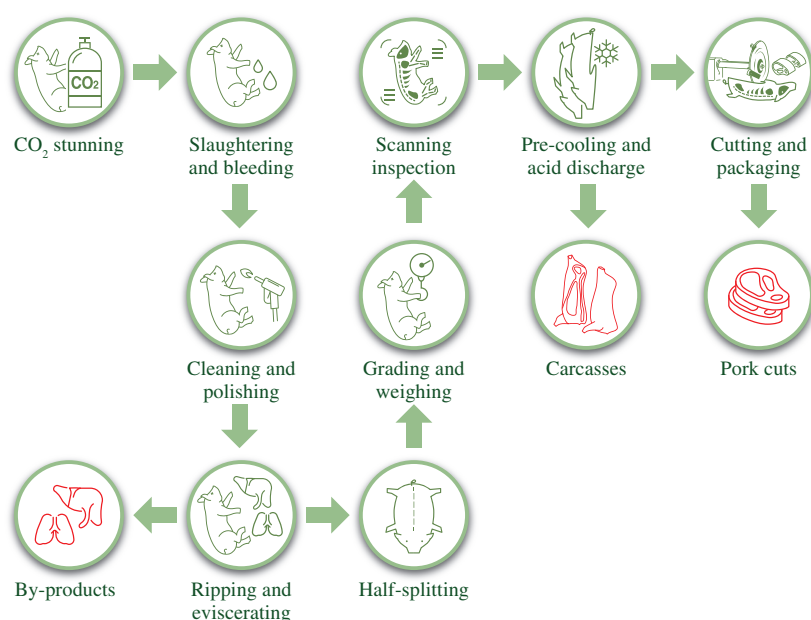 CO₂
CO₂ stunning
Slaughtering
and bleeding
Scanning
inspection
Pre-cooling and
acid discharge
Cutting and
packaging
Cleaning and
polishing
Grading and
weighing
Carcasses
Pork cuts
By-products
Ripping and
eviscerating
Half-splitting